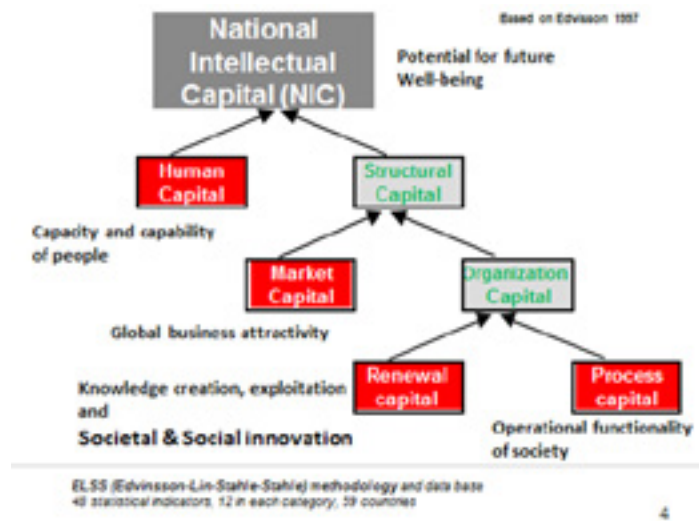 National
Intellectual
Capital (NIC)
Based on Edvisson 1997
Potential for future
Well-being
Human
Capital
Structural
Capital
Capacity and capability
of people
Market
Capital
Organization
Capital
Global business attractivity
Renewal
capital
Process
capital
Knowledge creation, exploitation
and
Societal & Social innovation
Operational functionality
of society
ELSS (Edvinsson-Lin-Stahle-Stahle) methodology and data base
48 statistical indicators, 12 in each category, 59 countries
4